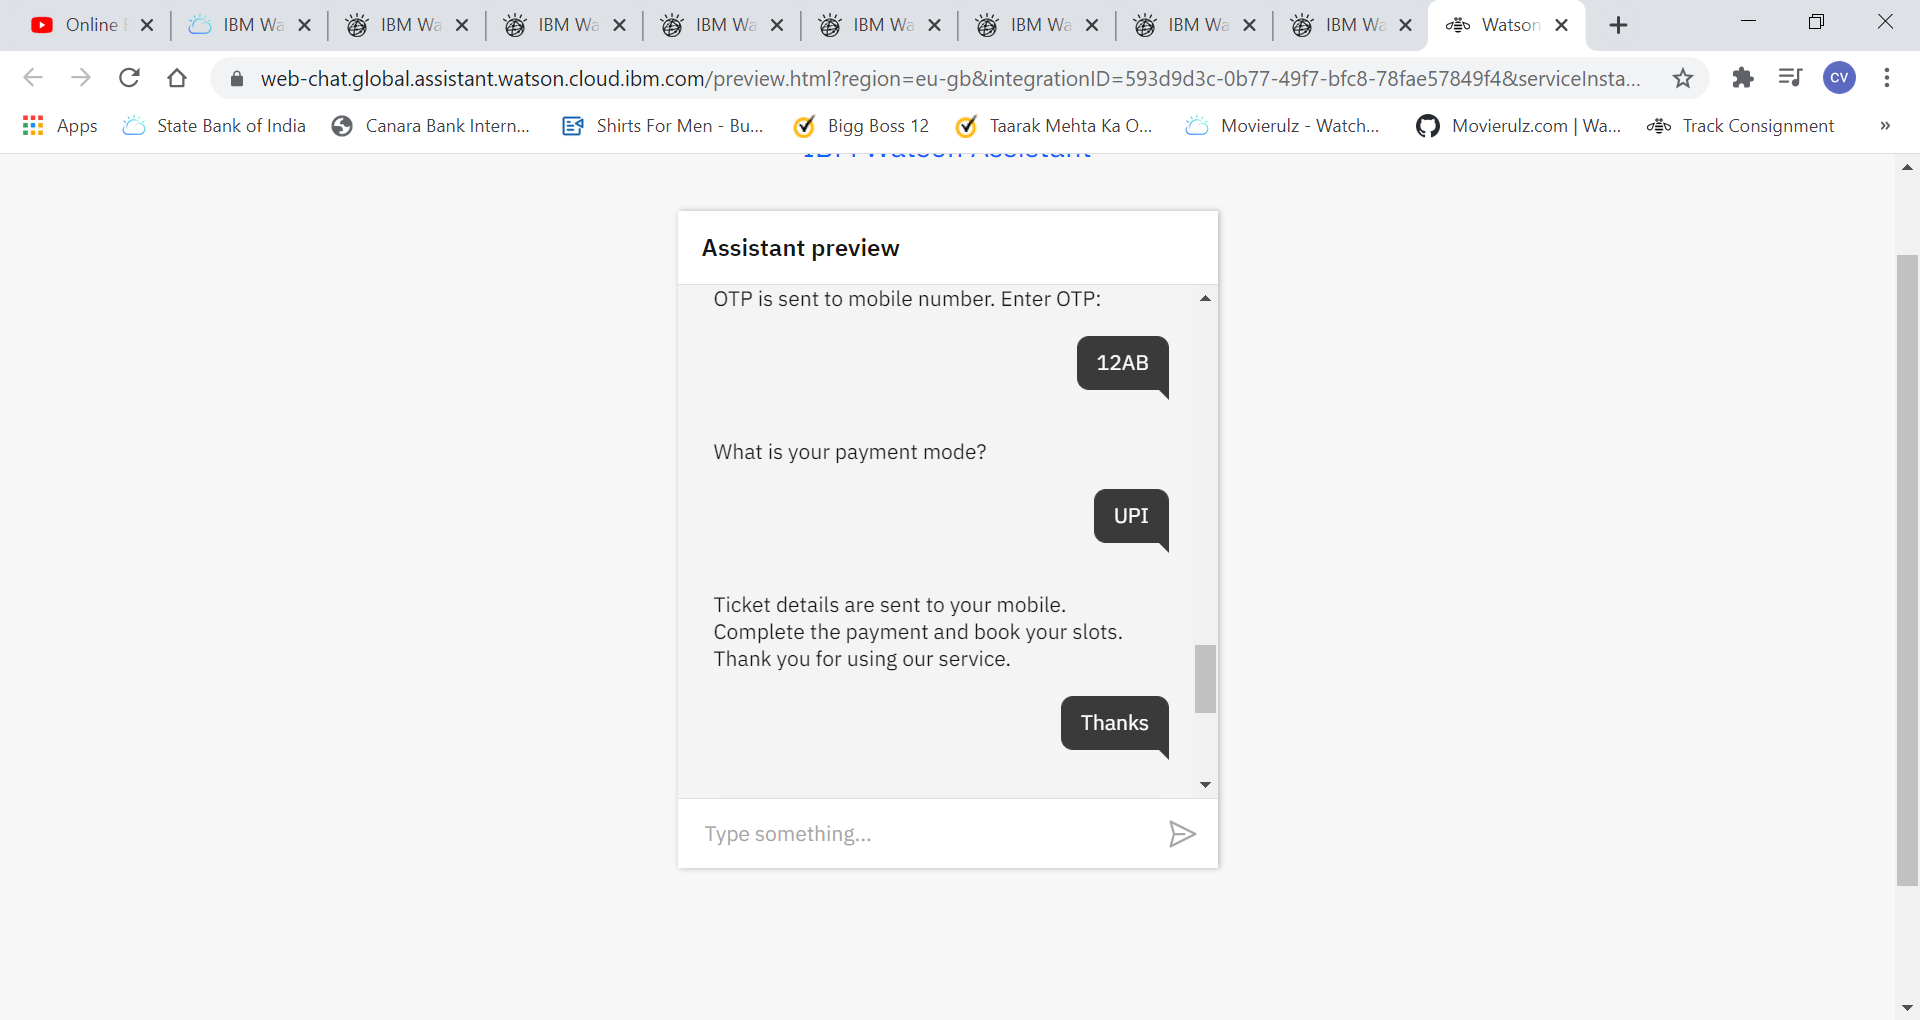 Online
IBM Wa
IBM Wa
IBM Wa
IBM Wa
IBM Wa
IBM Wa
IBM Wa
IBM Wa
Watson
web-chat.global.assistant.watson.cloud.ibm.com/preview.html?region=eu-gb&integrationID=593d9d3c-0b77-49f7-bfc8-78fae57849f4&serviceInsta...
CV
Apps
State Bank of India
Canara Bank Intern...
Shirts For Men - Bu...
Bigg Boss 12
Taarak Mehta Ka O...
Movierulz - Watch...
Movierulz.com | Wa...
Track Consignment
»
IBM Watson Assistant
Assistant preview
OTP is sent to mobile number. Enter OTP:
12AB
What is your payment mode?
UPI
Ticket details are sent to your mobile.
Complete the payment and book your slots.
Thank you for using our service.
Thanks
Type something...